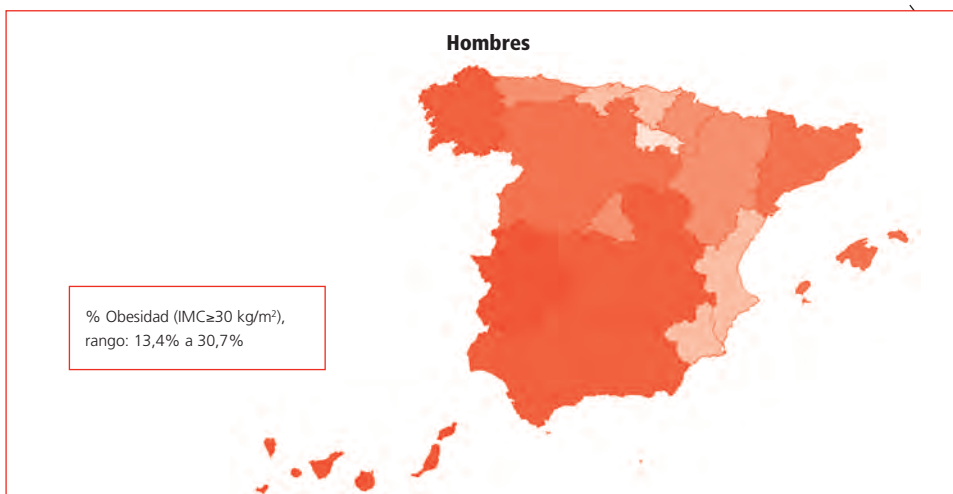 Hombres
% Obesidad (IMC≥30 kg/m²),
rango: 13,4% a 30,7%